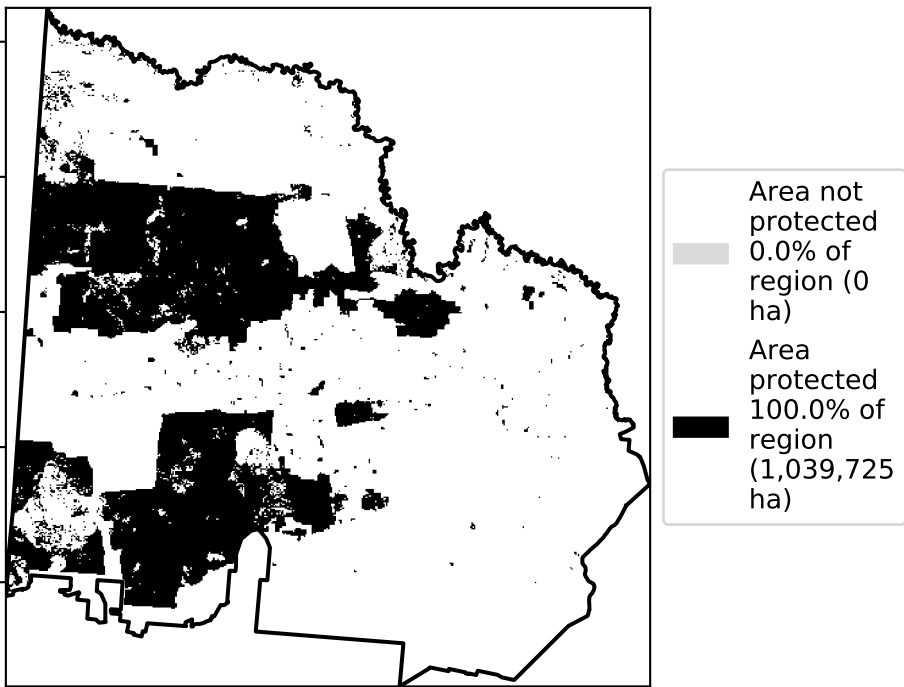 Area not
protected
0.0% of
region (0
ha)
Area
protected
100.0% of
region
(1,039,725
ha)